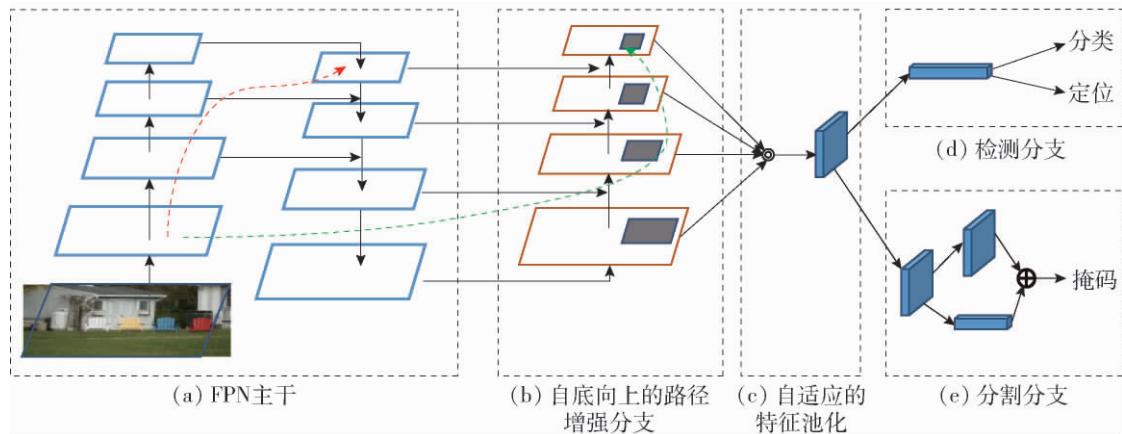 分类
定位
(d) 检测分支
掩码
(a) FPN主干
(b) 自底向上的路径
增强分支
(c) 自适应的
特征池化
(e) 分割分支